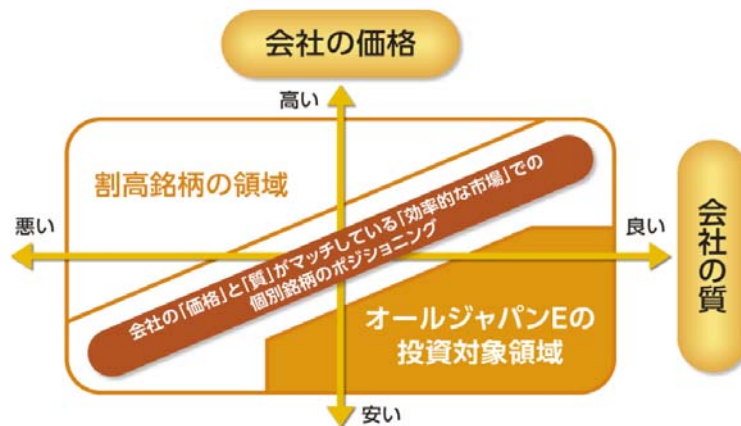 会社の価格
高い
割高銘柄の領域
悪い
良い
会社の質
会社の「価格」と「質」がマッチしている「効率的な市場」での
個別銘柄のポジショニング
オールジャパンEの
投資対象領域
安い